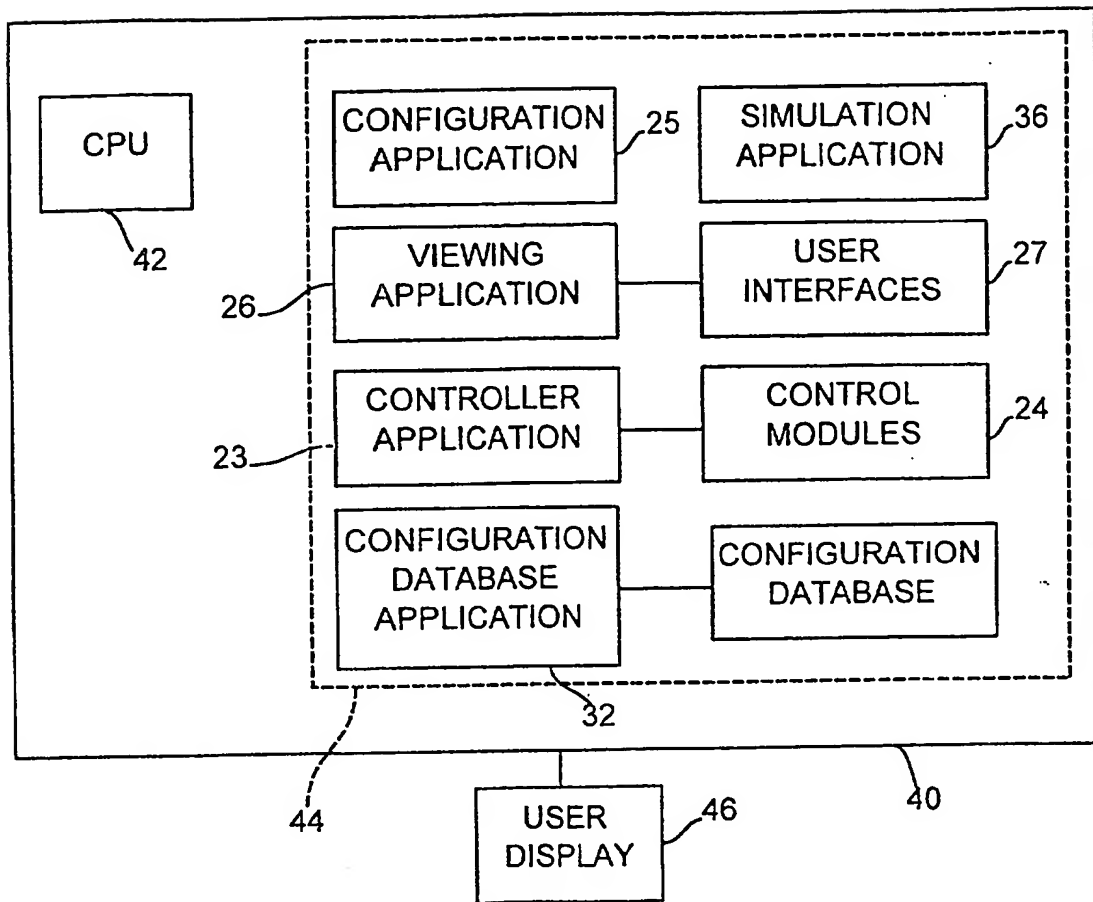 CPU
42
CONFIGURATION
APPLICATION
25
SIMULATION
APPLICATION
36
VIEWING
APPLICATION
26
USER
INTERFACES
27
CONTROLLER
APPLICATION
23
CONTROL
MODULES
24
CONFIGURATION
DATABASE
APPLICATION
32
CONFIGURATION
DATABASE
44
40
USER
DISPLAY
46